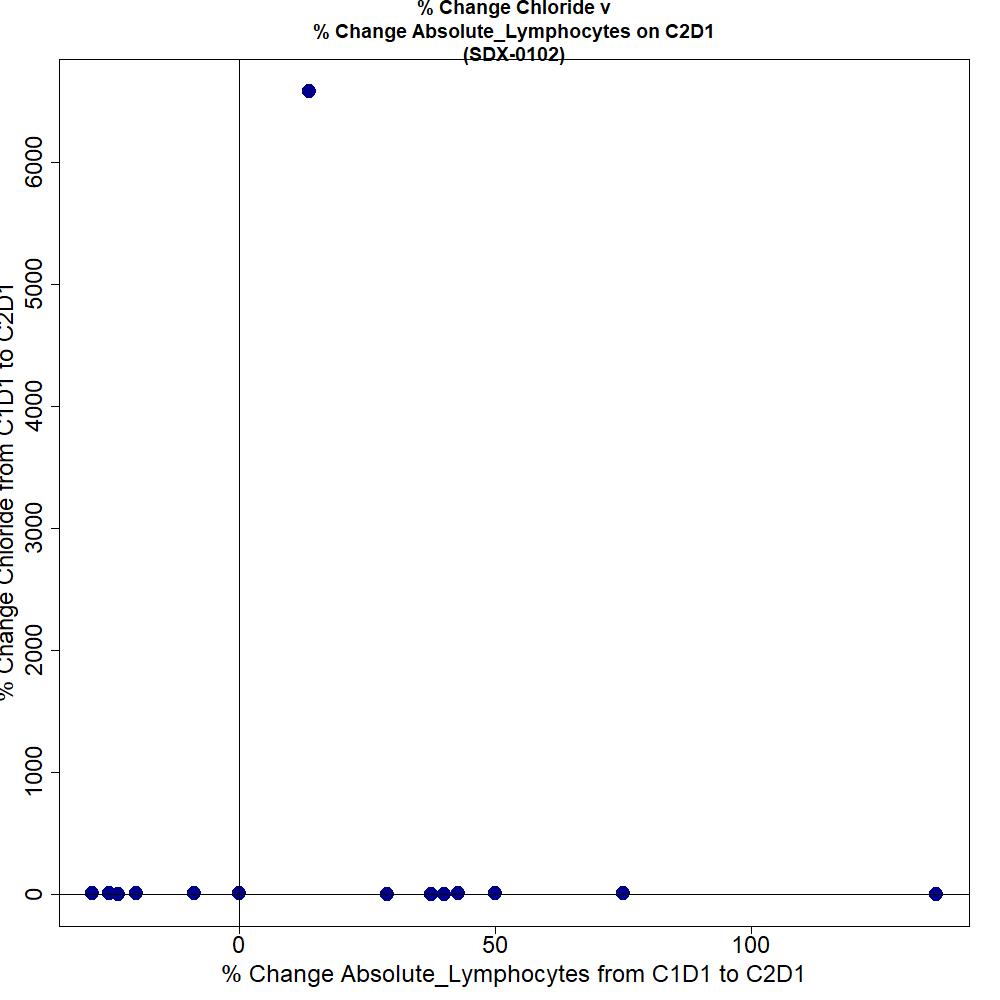 % Change Chloride v
% Change Absolute_Lymphocytes on C2D1
(SDX-0102)
% Change Chloride from C1D1 to C2D1
6000
5000
4000
3000
2000
1000
0
0 50 100
% Change Absolute_Lymphocytes from C1D1 to C2D1